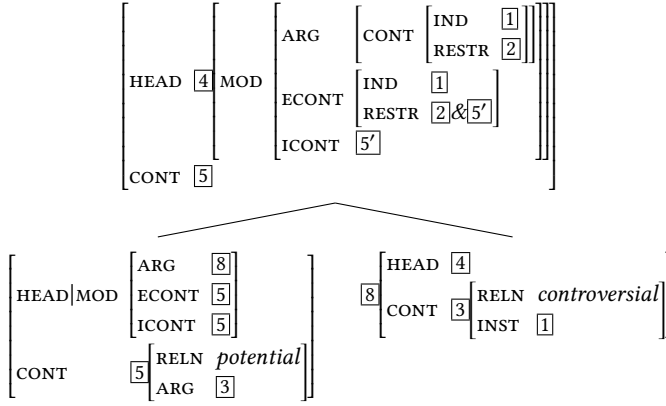 IND 1
ARG CONT
RESTR 2
HEAD 4 MOD
IND 1
ECONT
RESTR 2&5′
ICONT 5′
CONT 5
ARG 8
HEAD|MOD ECONT 5
ICONT 5
CONT 5 RELN potential
ARG 3
HEAD 4
8
CONT 3 RELN controversial
INST 1